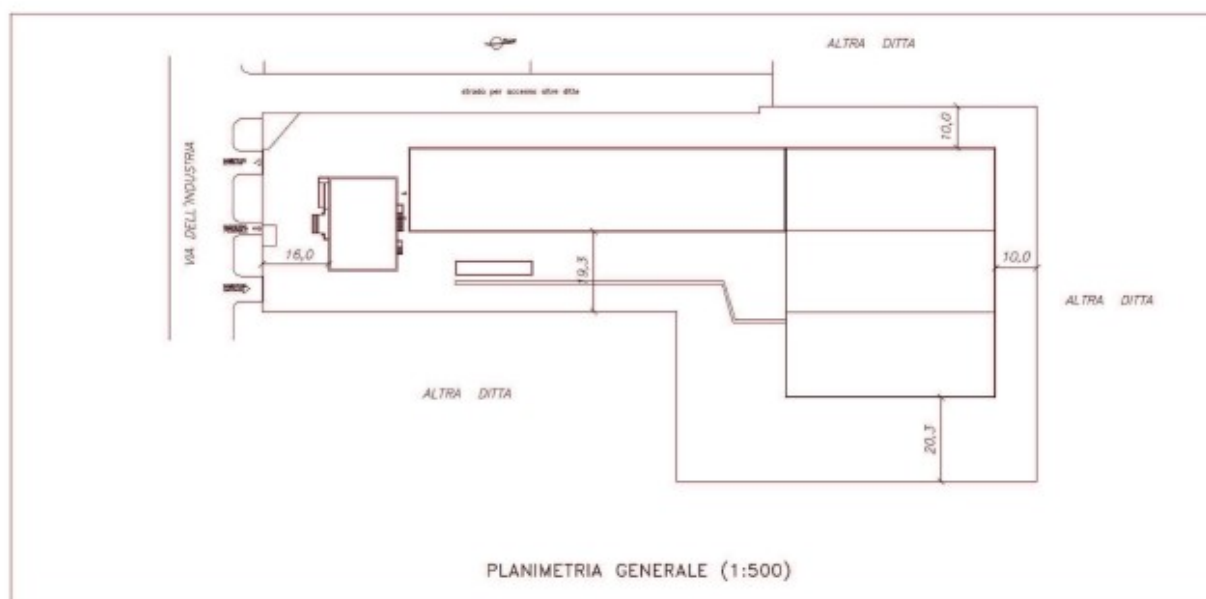 ALTRA DITTA
strada per accesso altre ditte
10,0
VIA DELL'INDUSTRIA
16,0
19,3
10,0
ALTRA DITTA
ALTRA DITTA
20,3
PLANIMETRIA GENERALE (1:500)